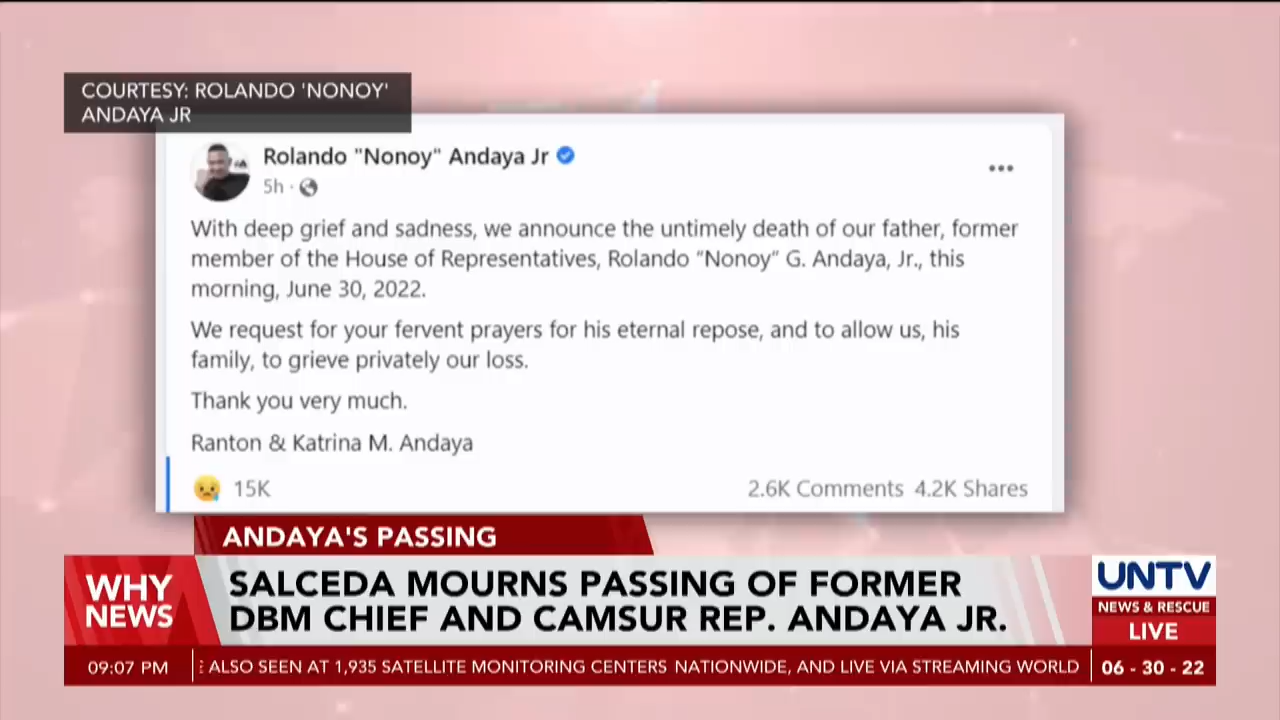 COURTESY: ROLANDO 'NONOY'
ANDAYA JR
Rolando "Nonoy" Andaya Jr
5h ·
With deep grief and sadness, we announce the untimely death of our father, former
member of the House of Representatives, Rolando "Nonoy" G. Andaya, Jr., this
morning, June 30, 2022.
We request for your fervent prayers for his eternal repose, and to allow us, his
family, to grieve privately our loss.
Thank you very much.
Ranton & Katrina M. Andaya
15K
2.6K Comments 4.2K Shares
ANDAYA'S PASSING
WHY
NEWS
SALCEDA MOURNS PASSING OF FORMER
DBM CHIEF AND CAMSUR REP. ANDAYA JR.
UNTV
NEWS & RESCUE
LIVE
09:07 PM
: ALSO SEEN AT 1,935 SATELLITE MONITORING CENTERS NATIONWIDE, AND LIVE VIA STREAMING WORLD
06 - 30 - 22